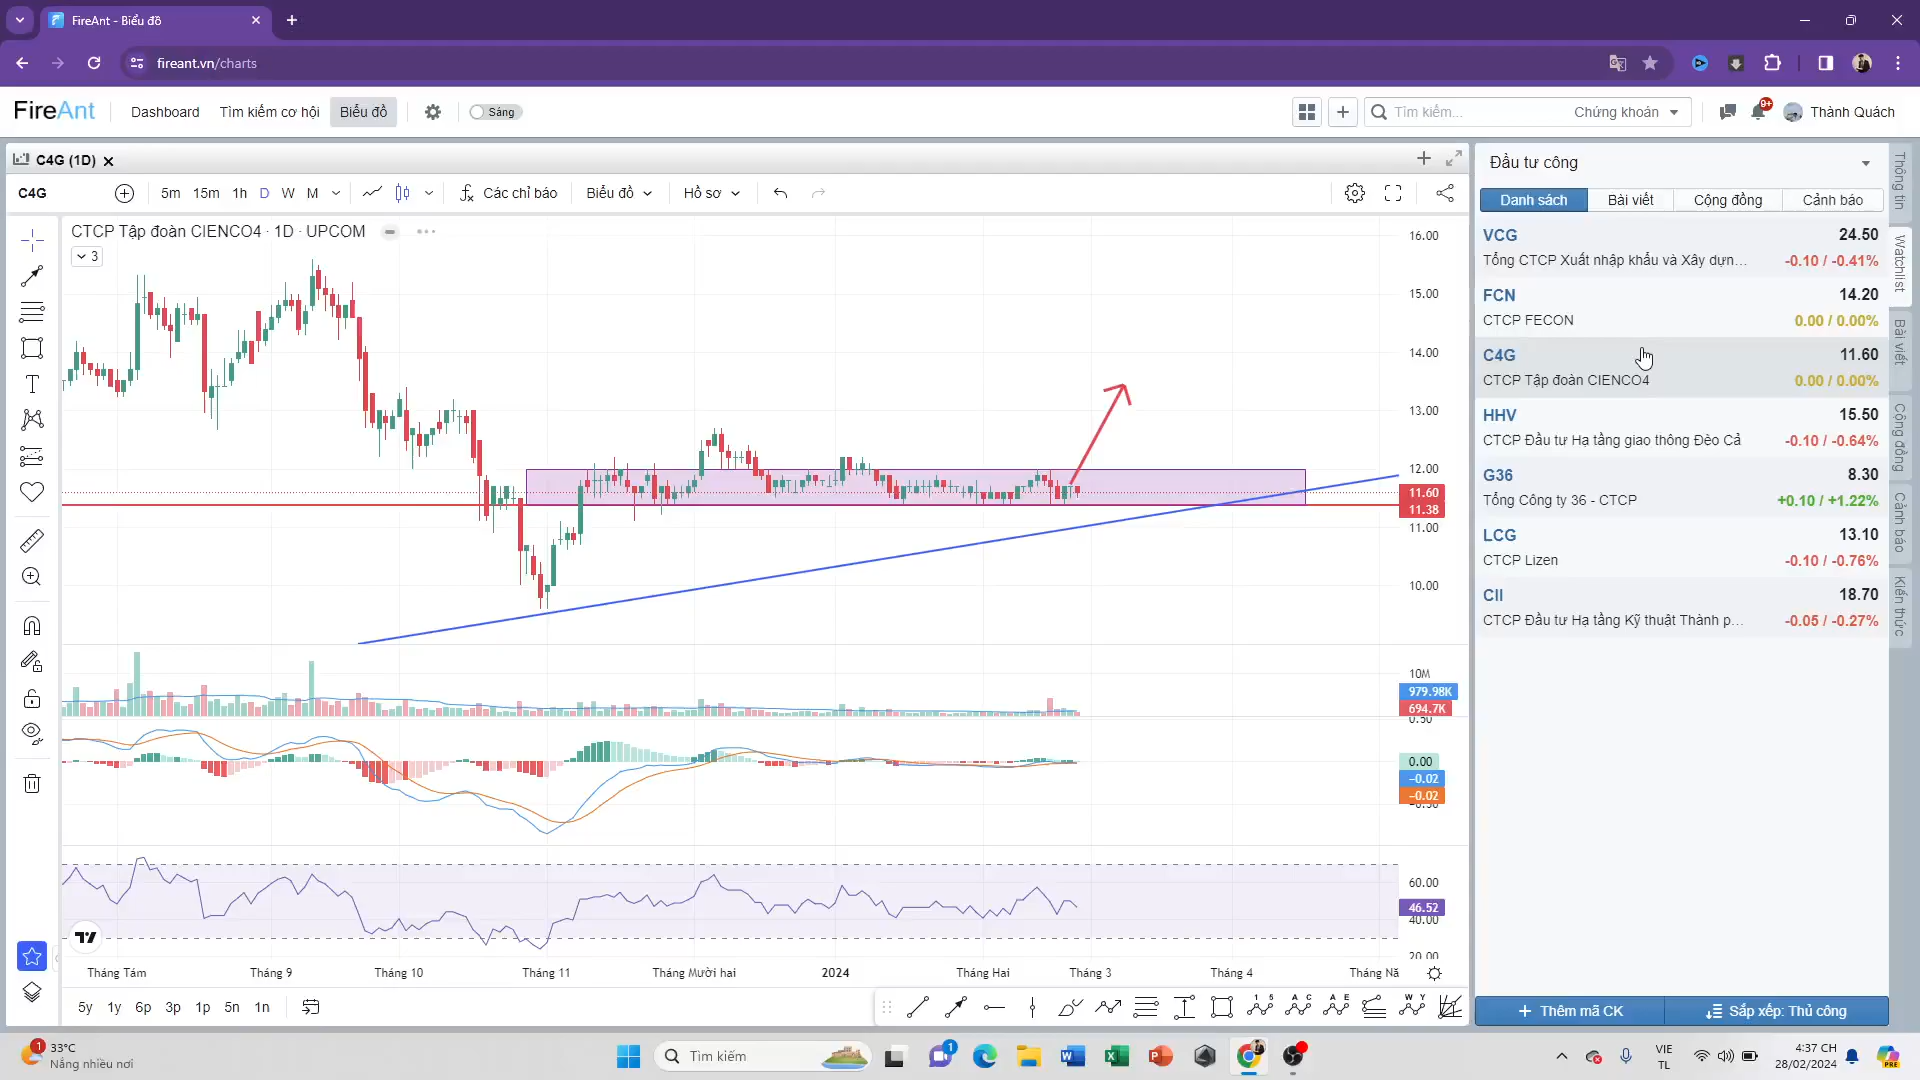 FireAnt - Biểu đồ
fireant.vn/charts
FireAnt
Dashboard
Tìm kiếm cơ hội
Biểu đồ
Sáng
Tìm kiếm...
Chứng khoán
9+
Thành Quách
C4G (1D)
C4G
5m
15m
1h
D
W
M
Các chỉ báo
Biểu đồ
Hồ sơ
CTCP Tập đoàn CIENCO4 · 1D · UPCOM
3
16.00
15.00
14.00
13.00
12.00
11.60
11.38
11.00
10.00
10M
979.98K
694.7K
0.50
0.00
−0.02
−0.02
−0.50
60.00
46.52
40.00
20.00
Tháng Tám
Tháng 9
Tháng 10
Tháng 11
Tháng Mười hai
2024
Tháng Hai
Tháng 3
Tháng 4
Tháng Nă
5y
1y
6p
3p
1p
5n
1n
Đầu tư công
Danh sách
Bài viết
Cộng đồng
Cảnh báo
VCG
24.50
Tổng CTCP Xuất nhập khẩu và Xây dựn...
-0.10 / -0.41%
FCN
14.20
CTCP FECON
0.00 / 0.00%
C4G
11.60
CTCP Tập đoàn CIENCO4
0.00 / 0.00%
HHV
15.50
CTCP Đầu tư Hạ tầng giao thông Đèo Cả
-0.10 / -0.64%
G36
8.30
Tổng Công ty 36 - CTCP
+0.10 / +1.22%
LCG
13.10
CTCP Lizen
-0.10 / -0.76%
CII
18.70
CTCP Đầu tư Hạ tầng Kỹ thuật Thành p...
-0.05 / -0.27%
Thêm mã CK
Sắp xếp: Thủ công
Thông tin
Watchlist
Bài viết
Cộng đồng
Cảnh báo
Kiến thức
1
33°C
Nắng nhiều nơi
Tìm kiếm
1
VIE
TL
4:37 CH
28/02/2024